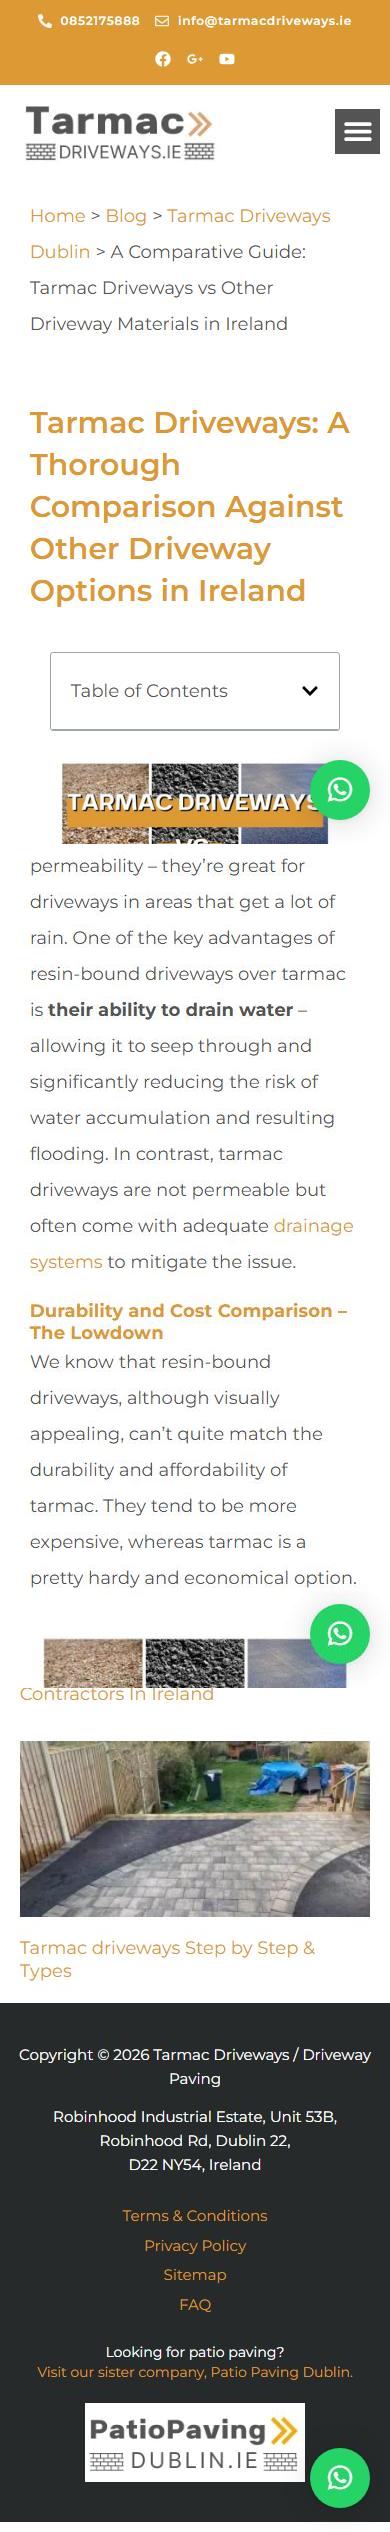 0852175888 info@tarmacdriveways.ie
Tarmac
DRIVEWAYS.IE
Home > Blog > Tarmac Driveways
Dublin > A Comparative Guide:
Tarmac Driveways vs Other
Driveway Materials in Ireland
Tarmac Driveways: A
Thorough
Comparison Against
Other Driveway
Options in Ireland
Table of Contents
TARMAC DRIVEWAYS
permeability – they’re great for
driveways in areas that get a lot of
rain. One of the key advantages of
resin-bound driveways over tarmac
is their ability to drain water –
allowing it to seep through and
significantly reducing the risk of
water accumulation and resulting
flooding. In contrast, tarmac
driveways are not permeable but
often come with adequate drainage
systems to mitigate the issue.
Durability and Cost Comparison –
The Lowdown
We know that resin-bound
driveways, although visually
appealing, can’t quite match the
durability and affordability of
tarmac. They tend to be more
expensive, whereas tarmac is a
pretty hardy and economical option.
Contractors In Ireland
Tarmac driveways Step by Step &
Types
Copyright © 2026 Tarmac Driveways / Driveway
Paving
Robinhood Industrial Estate, Unit 53B,
Robinhood Rd, Dublin 22,
D22 NY54, Ireland
Terms & Conditions
Privacy Policy
Sitemap
FAQ
Looking for patio paving?
Visit our sister company, Patio Paving Dublin.
PatioPaving
DUBLIN.IE